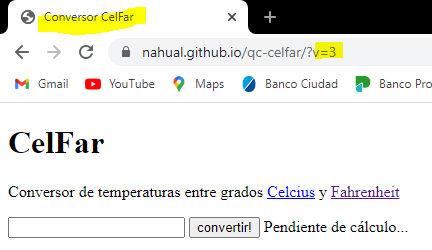 Conversor CelFar
nahual.github.io/qc-celfar/?v=3
Gmail YouTube Maps Banco Ciudad Banco Pro
CelFar
Conversor de temperaturas entre grados Celcius y Fahrenheit
convertir! Pendiente de cálculo...